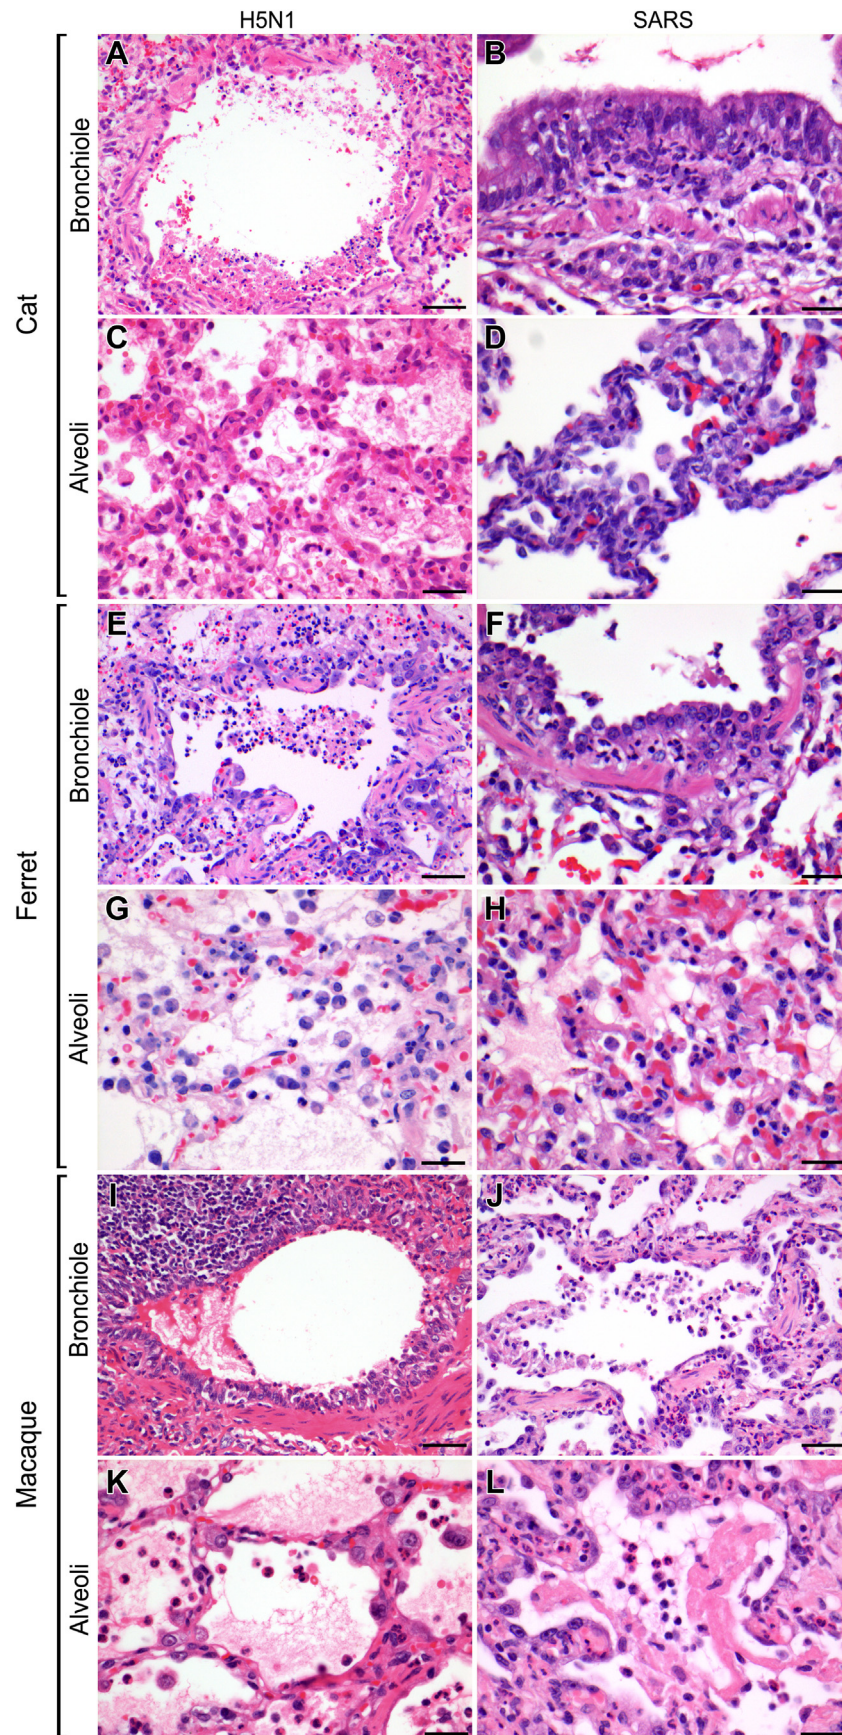 H5N1 SARS
Cat
Bronchiole
A B
Alveoli
C D
Ferret
Bronchiole
E F
Alveoli
G H
Macaque
Bronchiole
I J
Alveoli
K L